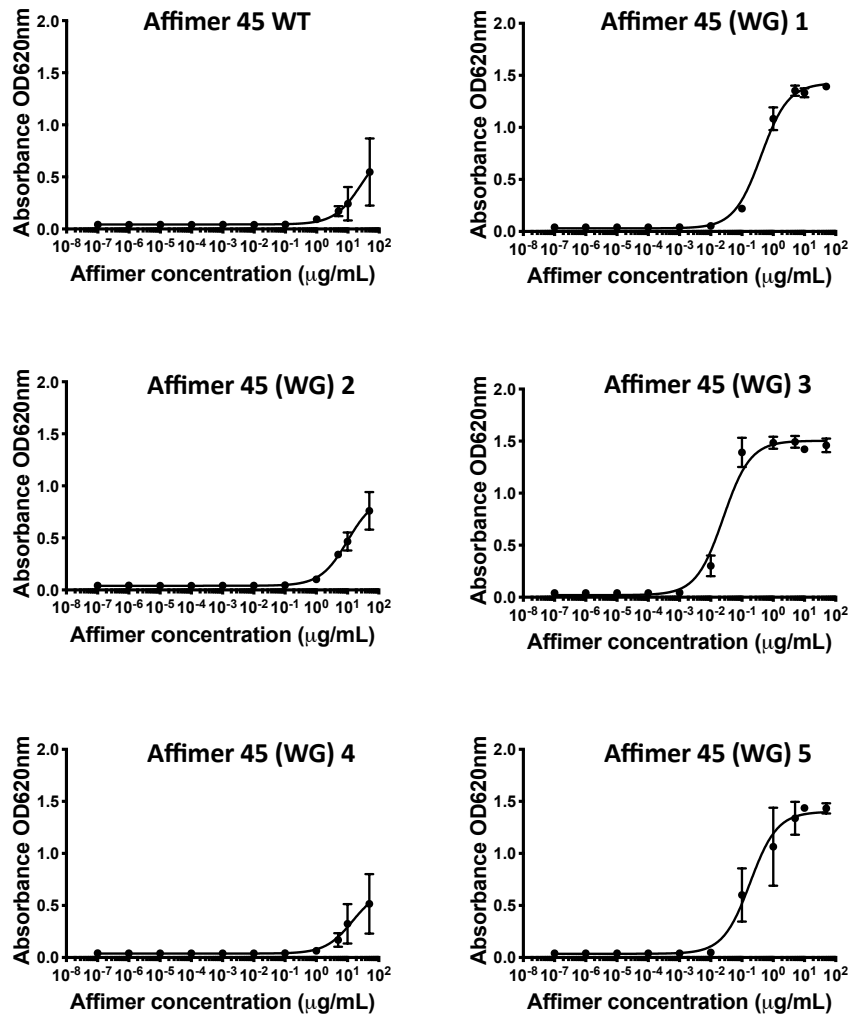 Affimer 45 WT
Absorbance OD620nm
2.0
1.5
1.0
0.5
0.0
10⁻⁸ 10⁻⁷ 10⁻⁶ 10⁻⁵ 10⁻⁴ 10⁻³ 10⁻² 10⁻¹ 10⁰ 10¹ 10²
Affimer concentration (μg/mL)
Affimer 45 (WG) 1
Absorbance OD620nm
2.0
1.5
1.0
0.5
0.0
10⁻⁸ 10⁻⁷ 10⁻⁶ 10⁻⁵ 10⁻⁴ 10⁻³ 10⁻² 10⁻¹ 10⁰ 10¹ 10²
Affimer concentration (μg/mL)
Affimer 45 (WG) 2
Absorbance OD620nm
2.0
1.5
1.0
0.5
0.0
10⁻⁸ 10⁻⁷ 10⁻⁶ 10⁻⁵ 10⁻⁴ 10⁻³ 10⁻² 10⁻¹ 10⁰ 10¹ 10²
Affimer concentration (μg/mL)
Affimer 45 (WG) 3
Absorbance OD620nm
2.0
1.5
1.0
0.5
0.0
10⁻⁸ 10⁻⁷ 10⁻⁶ 10⁻⁵ 10⁻⁴ 10⁻³ 10⁻² 10⁻¹ 10⁰ 10¹ 10²
Affimer concentration (μg/mL)
Affimer 45 (WG) 4
Absorbance OD620nm
2.0
1.5
1.0
0.5
0.0
10⁻⁸ 10⁻⁷ 10⁻⁶ 10⁻⁵ 10⁻⁴ 10⁻³ 10⁻² 10⁻¹ 10⁰ 10¹ 10²
Affimer concentration (μg/mL)
Affimer 45 (WG) 5
Absorbance OD620nm
2.0
1.5
1.0
0.5
0.0
10⁻⁸ 10⁻⁷ 10⁻⁶ 10⁻⁵ 10⁻⁴ 10⁻³ 10⁻² 10⁻¹ 10⁰ 10¹ 10²
Affimer concentration (μg/mL)